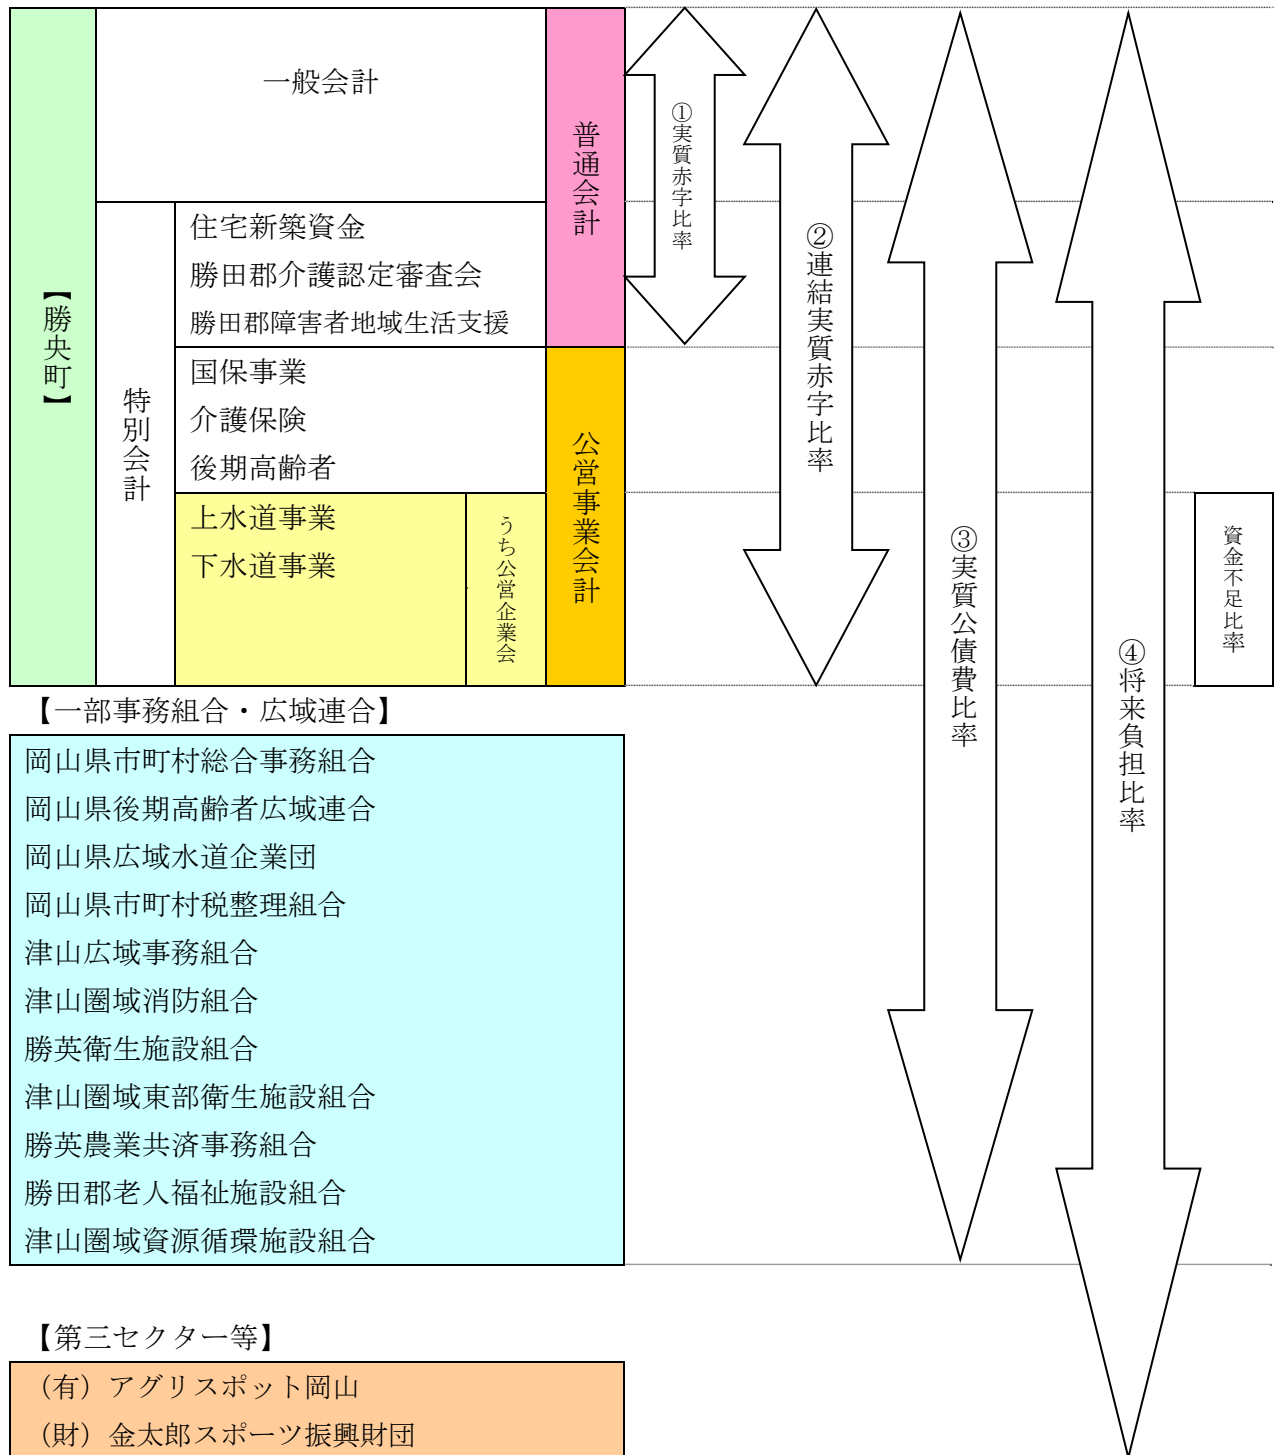 【勝央町】
一般会計
普通会計
特別会計
住宅新築資金
勝田郡介護認定審査会
勝田郡障害者地域生活支援
国保事業
介護保険
後期高齢者
公営事業会計
上水道事業
下水道事業
うち公営企業会
①実質赤字比率
②連結実質赤字比率
③実質公債費比率
④将来負担比率
資金不足比率
【一部事務組合・広域連合】
岡山県市町村総合事務組合
岡山県後期高齢者広域連合
岡山県広域水道企業団
岡山県市町村税整理組合
津山広域事務組合
津山圏域消防組合
勝英衛生施設組合
津山圏域東部衛生施設組合
勝英農業共済事務組合
勝田郡老人福祉施設組合
津山圏域資源循環施設組合
【第三セクター等】
（有）アグリスポット岡山
（財）金太郎スポーツ振興財団